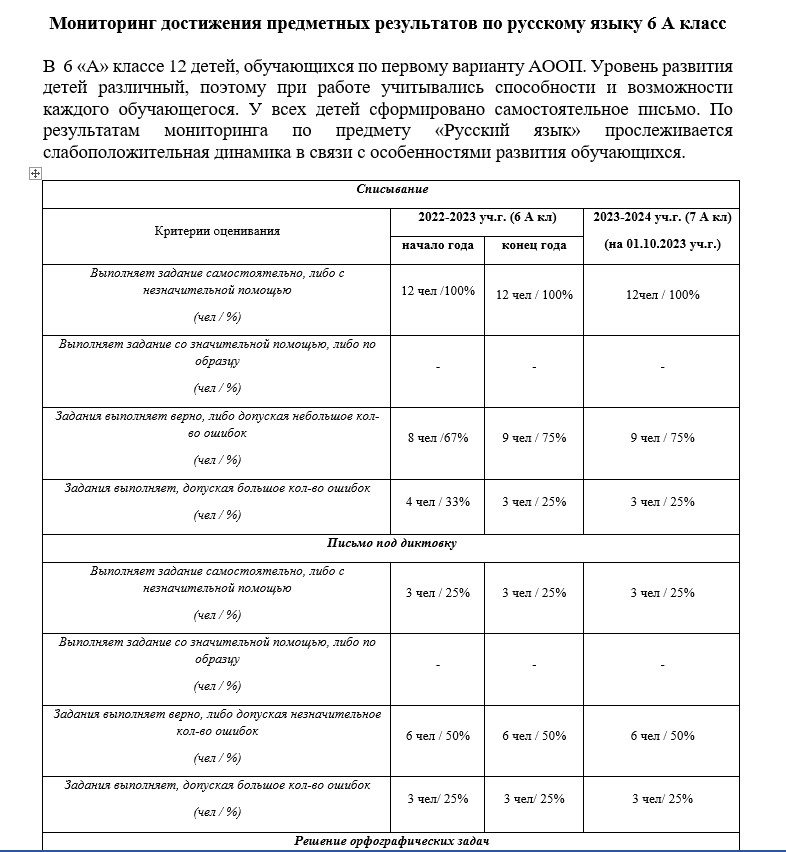 Мониторинг достижения предметных результатов по русскому языку 6 А класс
В 6 «А» классе 12 детей, обучающихся по первому варианту АООП. Уровень развития
детей различный, поэтому при работе учитывались способности и возможности
каждого обучающегося. У всех детей сформировано самостоятельное письмо. По
результатам мониторинга по предмету «Русский язык» прослеживается
слабоположительная динамика в связи с особенностями развития обучающихся.
Списывание
Критерии оценивания
2022-2023 уч.г. (6 А кл)
2023-2024 уч.г. (7 А кл)
начало года
конец года
(на 01.10.2023 уч.г.)
Выполняет задание самостоятельно, либо с
незначительной помощью
(чел / %)
12 чел /100%
12 чел / 100%
12чел / 100%
Выполняет задание со значительной помощью, либо по
образцу
(чел / %)
-
-
-
Задания выполняет верно, либо допуская небольшое кол-
во ошибок
(чел / %)
8 чел /67%
9 чел / 75%
9 чел / 75%
Задания выполняет, допуская большое кол-во ошибок
(чел / %)
4 чел / 33%
3 чел / 25%
3 чел / 25%
Письмо под диктовку
Выполняет задание самостоятельно, либо с
незначительной помощью
(чел / %)
3 чел / 25%
3 чел / 25%
3 чел / 25%
Выполняет задание со значительной помощью, либо по
образцу
(чел / %)
-
-
-
Задания выполняет верно, либо допуская незначительное
кол-во ошибок
(чел / %)
6 чел / 50%
6 чел / 50%
6 чел / 50%
Задания выполняет, допуская большое кол-во ошибок
(чел / %)
3 чел/ 25%
3 чел/ 25%
3 чел/ 25%
Решение орфографических задач